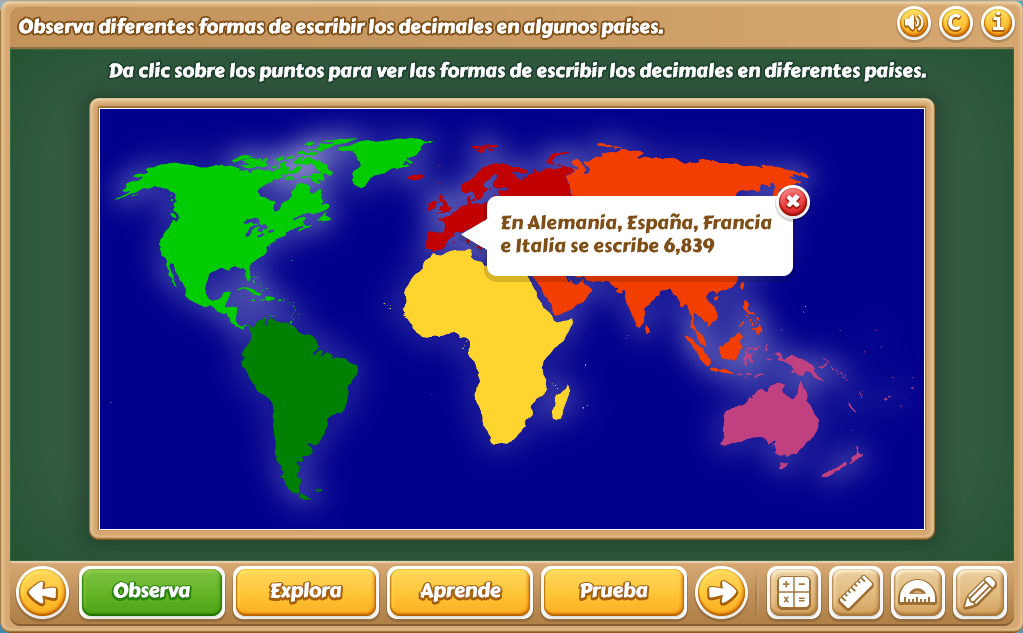 Observa diferentes formas de escribir los decimales en algunos paises.
C
i
Da clic sobre los puntos para ver las formas de escribir los decimales en diferentes paises.
En Alemania, España, Francia
e Italia se escribe 6,839
Observa
Explora
Aprende
Prueba